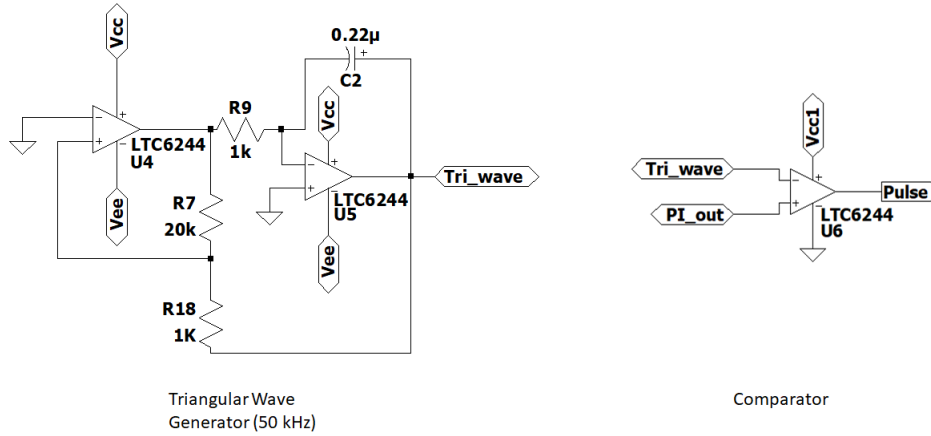 Vcc
0.22µ
+
C2
R9
1k
Vcc
-
+
+
-
LTC6244
U4
-
+
+
-
LTC6244
U5
Tri_wave
Vee
R7
20k
Vee
R18
1K
Vcc1
Tri_wave
PI_out
-
+
+
-
Pulse
LTC6244
U6
Triangular Wave
Generator (50 kHz)
Comparator